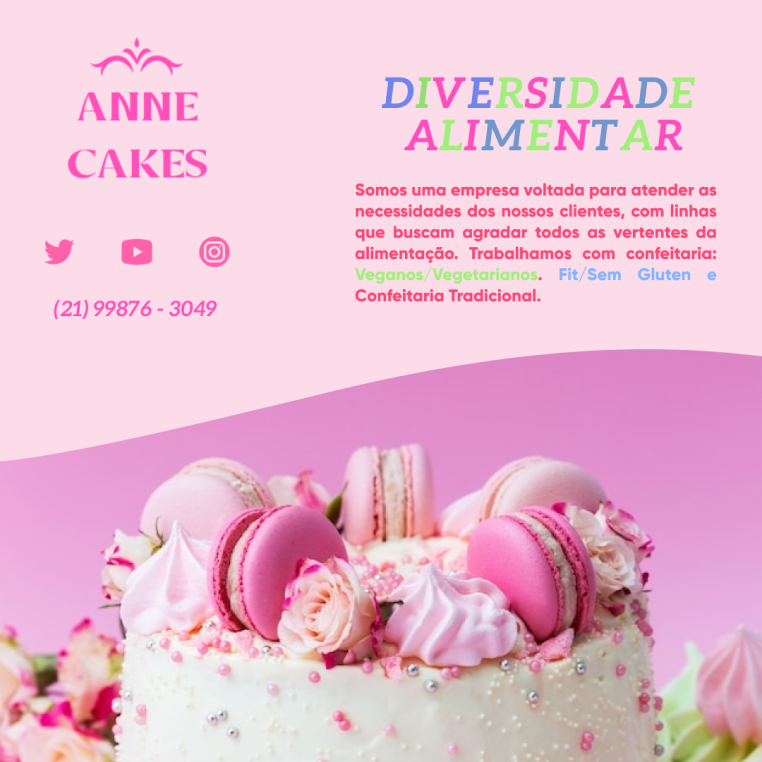 ANNE
CAKES
(21) 99876 - 3049
DIVERSIDADE
ALIMENTAR
Somos uma empresa voltada para atender as
necessidades dos nossos clientes, com linhas
que buscam agradar todos as vertentes da
alimentação. Trabalhamos com confeitaria:
Veganos/Vegetarianos. Fit/Sem Gluten e
Confeitaria Tradicional.